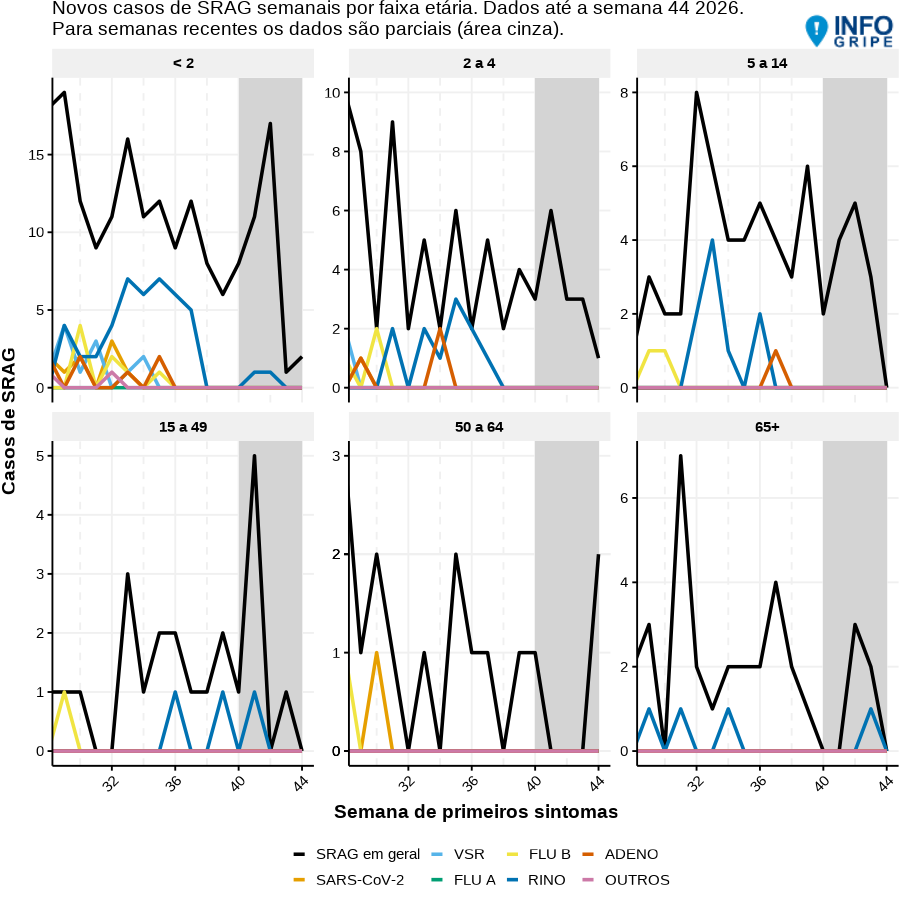 Novos casos de SRAG semanais por faixa etária. Dados até a semana 44 2026.
Para semanas recentes os dados são parciais (área cinza).
INFO
GRIPE
< 2
2 a 4
5 a 14
15
10
5
0
10
8
6
4
2
0
8
6
4
2
0
Casos de SRAG
15 a 49
50 a 64
65+
5
4
3
2
1
0
3
2
1
0
6
4
2
0
32 36 40 44
32 36 40 44
32 36 40 44
Semana de primeiros sintomas
SRAG em geral VSR FLU B ADENO
SARS-CoV-2 FLU A RINO OUTROS